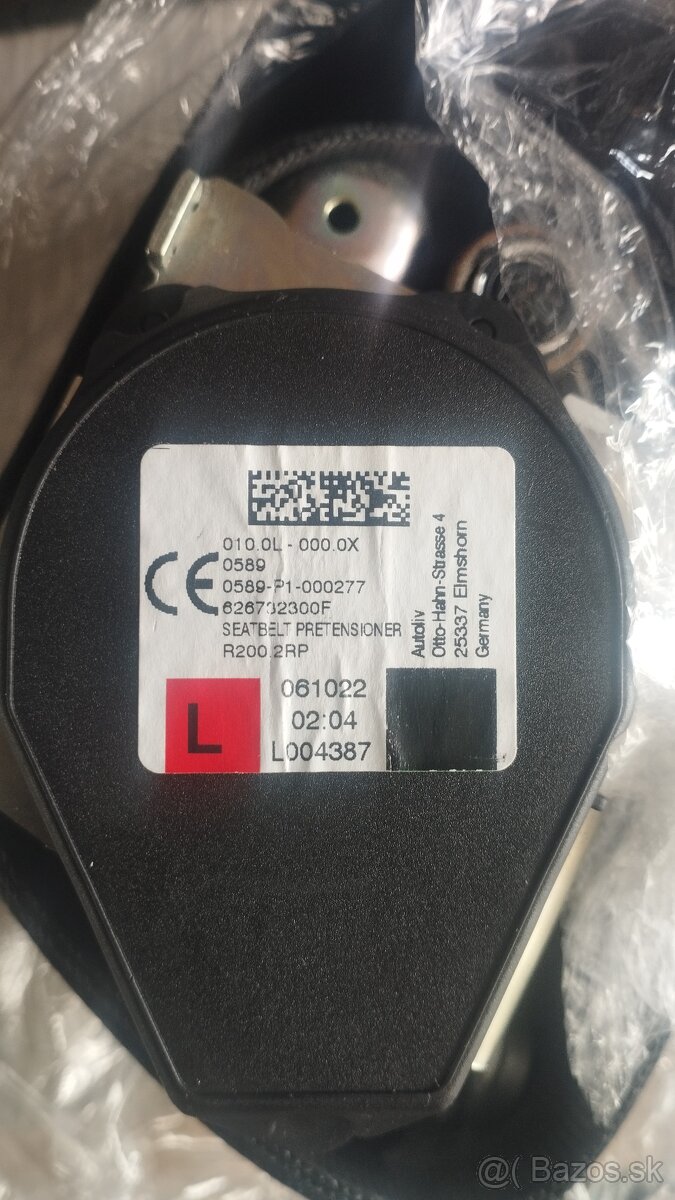 010.0L - 000.0X
0589
0589-P1-000277
626732300F
SEATBELT PRETENSIONER
R200.2RP
CE
Autoliv
Otto-Hahn-Strasse 4
25337 Elmshorn
Germany
L
061022
02:04
L004387
@( Bazos.sk